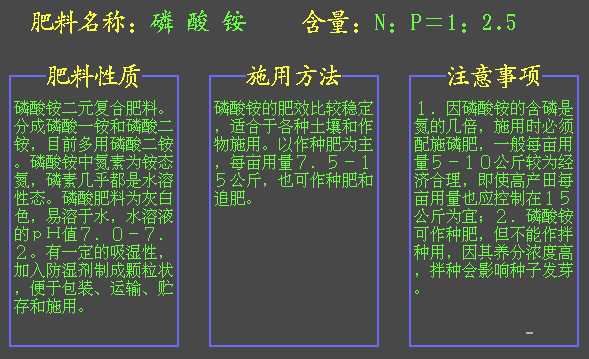 肥料名称：磷 酸 铵 含量：N：P＝1：2.5
肥料性质
磷酸铵二元复合肥料。
分成磷酸一铵和磷酸二
铵，目前多用磷酸二铵
。磷酸铵中氮素为铵态
氮，磷素几乎都是水溶
性态。磷酸肥料为灰白
色，易溶于水，水溶液
的ｐＨ值７．０－７．
２。有一定的吸湿性，
加入防湿剂制成颗粒状
，便于包装、运输、贮
存和施用。
施用方法
磷酸铵的肥效比较稳定
，适合于各种土壤和作
物施用。以作种肥为主
，每亩用量７．５－１
５公斤，也可作种肥和
追肥。
注意事项
１．因磷酸铵的含磷是
氮的几倍，施用时必须
配施磷肥，一般每亩用
量５－１０公斤较为经
济合理，即使高产田每
亩用量也应控制在１５
公斤为宜；２．磷酸铵
可作种肥，但不能作拌
种用，因其养分浓度高
，拌种会影响种子发芽
。